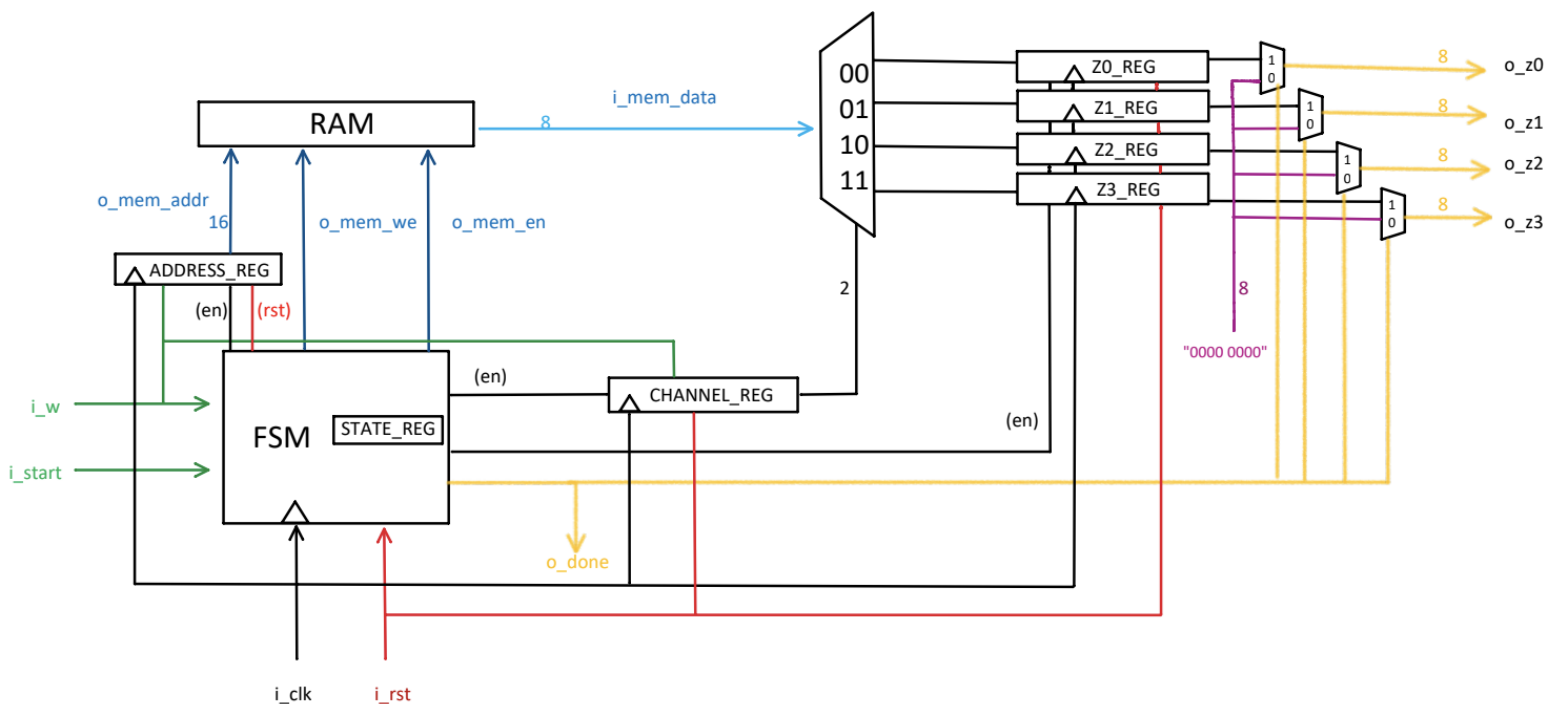 00
01
10
11
Z0_REG
Z1_REG
Z2_REG
Z3_REG
1
0
1
0
1
0
1
0
8
8
8
8
o_z0
o_z1
o_z2
o_z3
RAM
i_mem_data
8
o_mem_addr
16
o_mem_we
o_mem_en
ADDRESS_REG
(en)
(rst)
2
8
"0000 0000"
(en)
CHANNEL_REG
i_w
FSM
STATE_REG
(en)
i_start
o_done
i_clk
i_rst